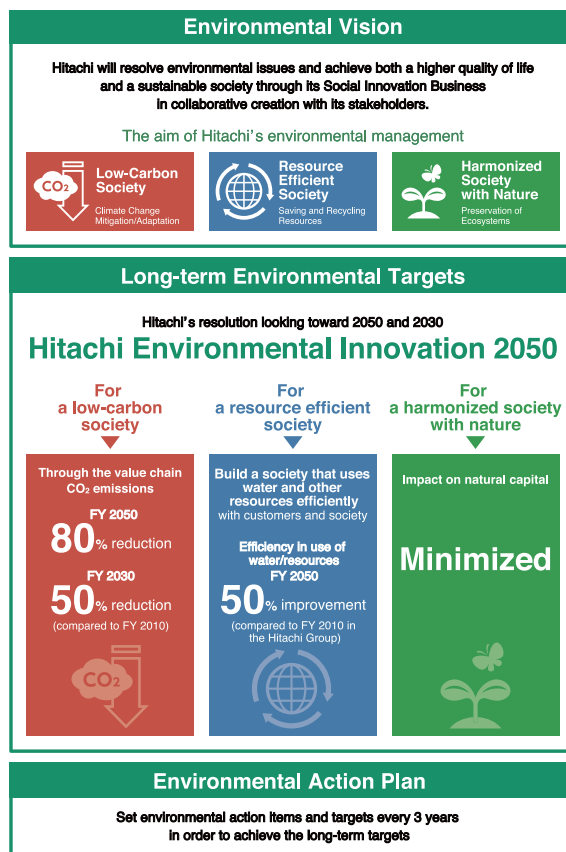 Environmental Vision
Hitachi will resolve environmental issues and achieve both a higher quality of life
and a sustainable society through its Social Innovation Business
in collaborative creation with its stakeholders.
The aim of Hitachi's environmental management
CO₂
Low-Carbon
Society
Climate Change
Mitigation/Adaptation
Resource
Efficient
Society
Saving and Recycling
Resources
Harmonized
Society
with Nature
Preservation of
Ecosystems
Long-term Environmental Targets
Hitachi's resolution looking toward 2050 and 2030
Hitachi Environmental Innovation 2050
For
a low-carbon
society
Through the value chain
CO₂ emissions
FY 2050
80% reduction
FY 2030
50% reduction
(compared to FY 2010)
CO₂
For
a resource efficient
society
Build a society that uses
water and other
resources efficiently
with customers and society
Efficiency in use of
water/resources
FY 2050
50% improvement
(compared to FY 2010 in
the Hitachi Group)
For
a harmonized society
with nature
Impact on natural capital
Minimized
Environmental Action Plan
Set environmental action items and targets every 3 years
in order to achieve the long-term targets